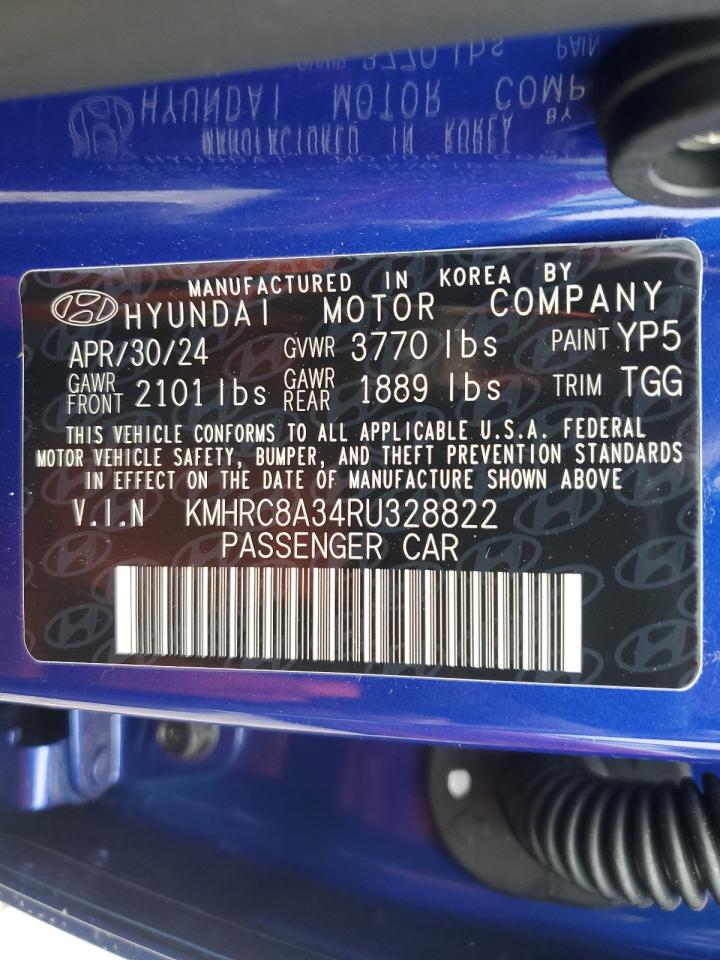 MANUFACTURED IN KOREA BY
HYUNDAI MOTOR COMPANY
APR/30/24 GVWR 3770 lbs PAINT YP5
GAWR FRONT 2101 lbs GAWR REAR 1889 lbs TRIM TGG
THIS VEHICLE CONFORMS TO ALL APPLICABLE U.S.A. FEDERAL
MOTOR VEHICLE SAFETY, BUMPER, AND THEFT PREVENTION STANDARDS
IN EFFECT ON THE DATE OF MANUFACTURE SHOWN ABOVE
V.I.N KMHRC8A34RU328822
PASSENGER CAR